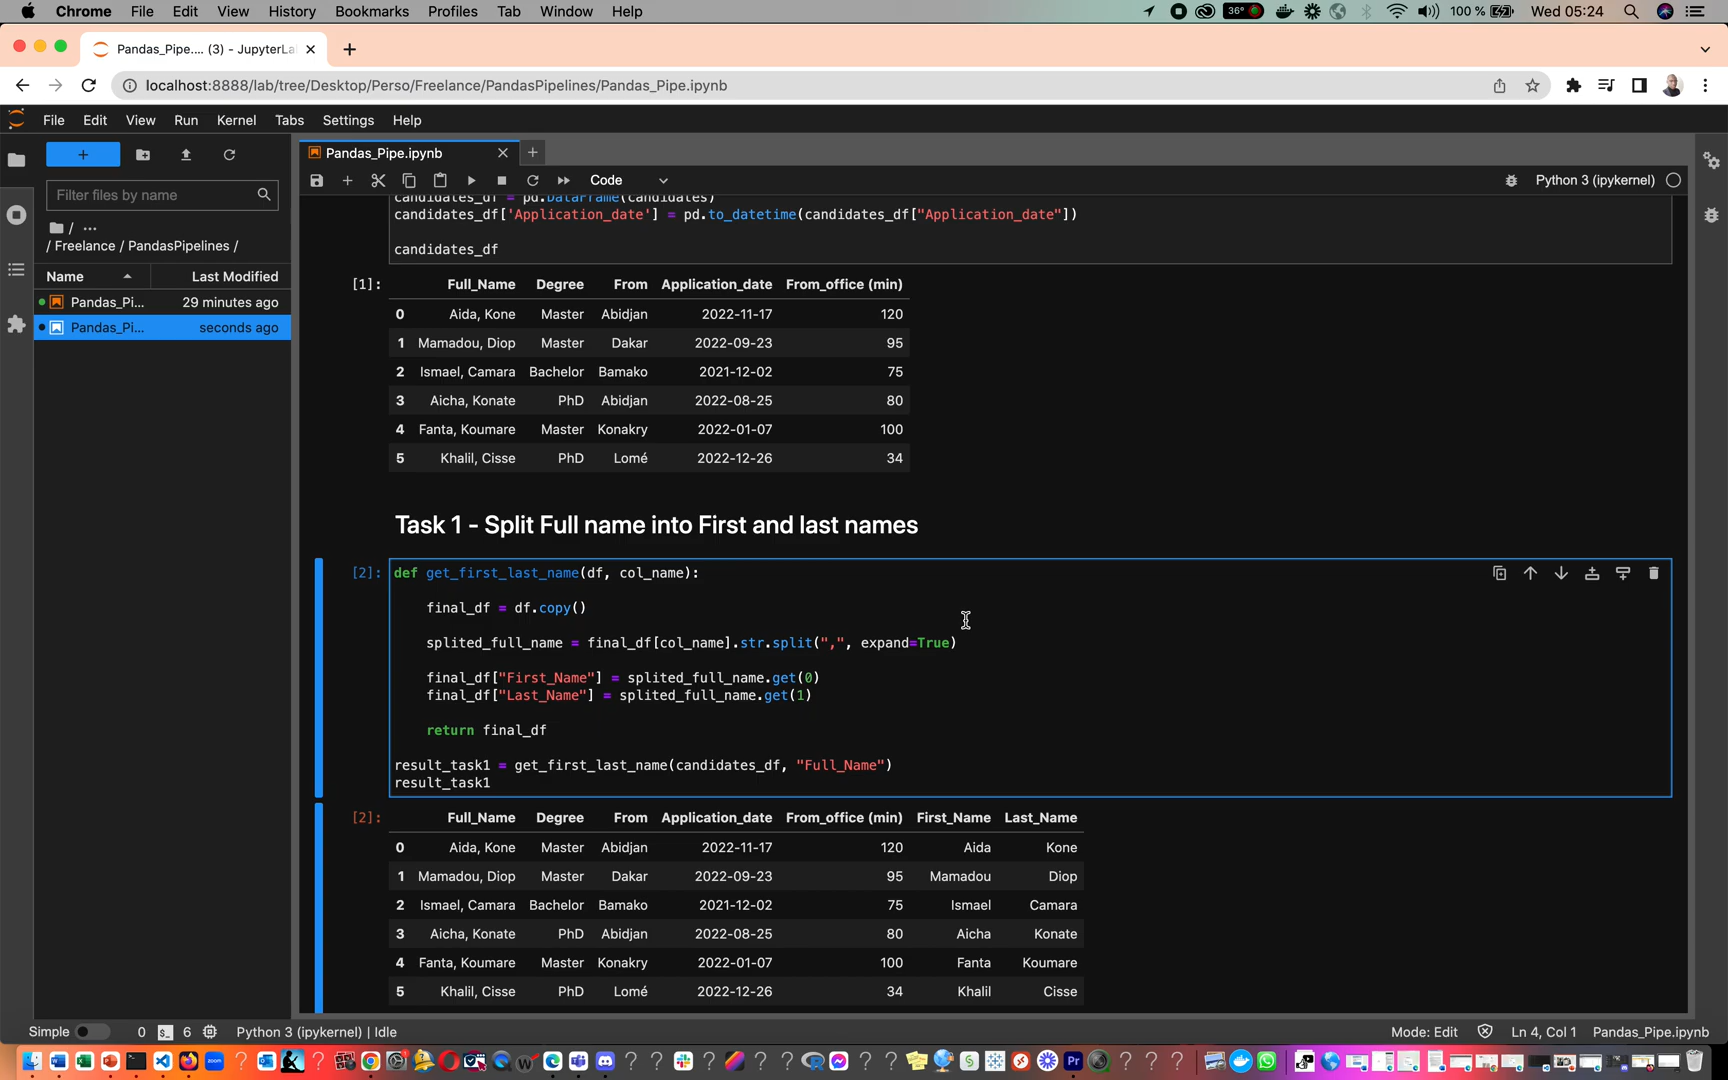 Chrome File Edit View History Bookmarks Profiles Tab Window Help 36° 100 % Wed 05:24
Pandas_Pipe.... (3) - JupyterLa
localhost:8888/lab/tree/Desktop/Perso/Freelance/PandasPipelines/Pandas_Pipe.ipynb
File Edit View Run Kernel Tabs Settings Help
Pandas_Pipe.ipynb
Filter files by name
Code Python 3 (ipykernel)
/ ...
/ Freelance / PandasPipelines /
Name Last Modified
Pandas_Pi... 29 minutes ago
Pandas_Pi... seconds ago
candidates_df = pd.DataFrame(candidates)
candidates_df['Application_date'] = pd.to_datetime(candidates_df["Application_date"])
candidates_df
[1]: Full_Name Degree From Application_date From_office (min)
0 Aida, Kone Master Abidjan 2022-11-17 120
1 Mamadou, Diop Master Dakar 2022-09-23 95
2 Ismael, Camara Bachelor Bamako 2021-12-02 75
3 Aicha, Konate PhD Abidjan 2022-08-25 80
4 Fanta, Koumare Master Konakry 2022-01-07 100
5 Khalil, Cisse PhD Lomé 2022-12-26 34
Task 1 - Split Full name into First and last names
[2]: def get_first_last_name(df, col_name):
final_df = df.copy()
splited_full_name = final_df[col_name].str.split(",", expand=True)
final_df["First_Name"] = splited_full_name.get(0)
final_df["Last_Name"] = splited_full_name.get(1)
return final_df
result_task1 = get_first_last_name(candidates_df, "Full_Name")
result_task1
[2]: Full_Name Degree From Application_date From_office (min) First_Name Last_Name
0 Aida, Kone Master Abidjan 2022-11-17 120 Aida Kone
1 Mamadou, Diop Master Dakar 2022-09-23 95 Mamadou Diop
2 Ismael, Camara Bachelor Bamako 2021-12-02 75 Ismael Camara
3 Aicha, Konate PhD Abidjan 2022-08-25 80 Aicha Konate
4 Fanta, Koumare Master Konakry 2022-01-07 100 Fanta Koumare
5 Khalil, Cisse PhD Lomé 2022-12-26 34 Khalil Cisse
Simple 0 6 Python 3 (ipykernel) | Idle Mode: Edit Ln 4, Col 1 Pandas_Pipe.ipynb